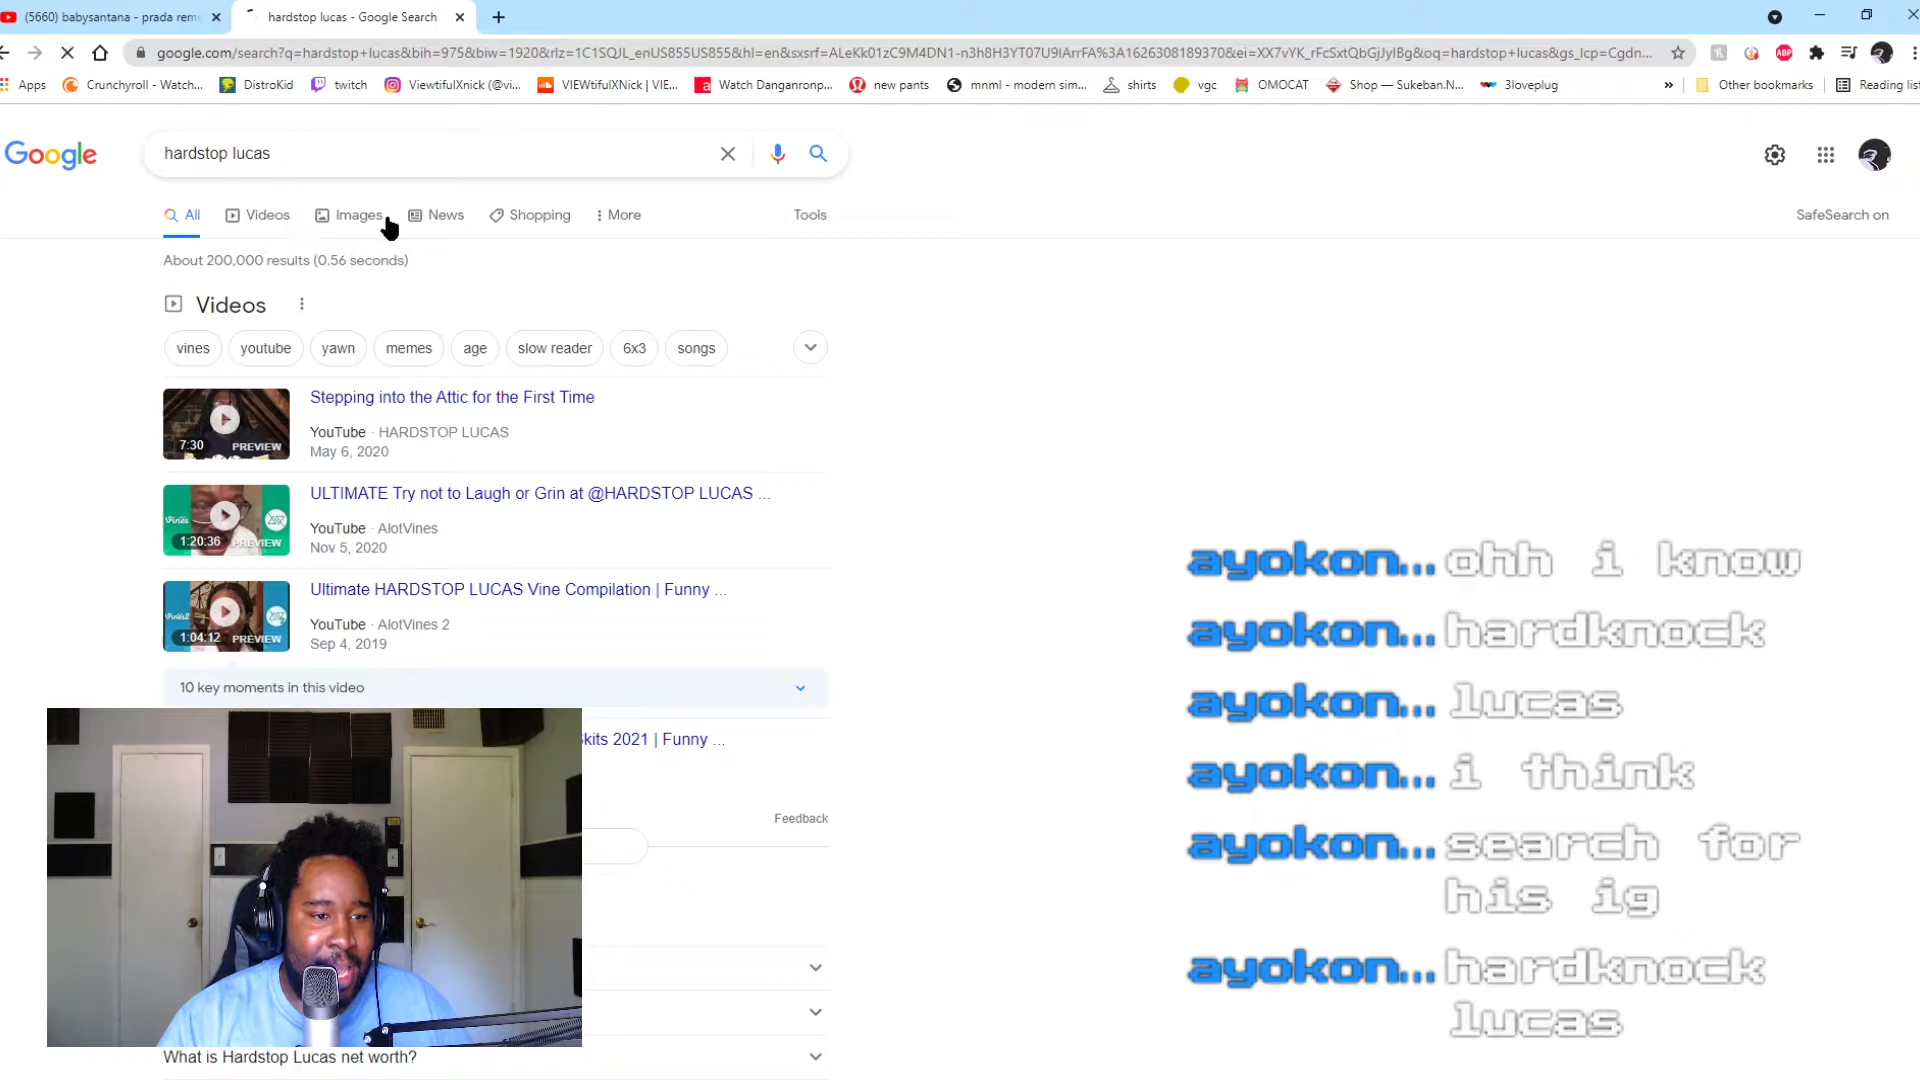 (5660) babysantana - prada remi
hardstop lucas - Google Search
google.com/search?q=hardstop+lucas&bih=975&biw=1920&rlz=1C1SQJL_enUS855US855&hl=en&sxsrf=ALeKk01zC9M4DN1-n3h8H3YT07U9IArrFA%3A1626308189370&ei=XX7vYK_rFcSxtQbGjJyIBg&oq=hardstop+lucas&gs_lcp=Cgdn...
Apps Crunchyroll - Watch... DistroKid twitch ViewtifulXnick (@vi... VIEWtifulXNick | VIE... Watch Danganronp... new pants mnml - modern sim... shirts vgc OMOCAT Shop — Sukeban.N... 3loveplug » Other bookmarks Reading list
Google
hardstop lucas
All Videos Images News Shopping More Tools SafeSearch on
About 200,000 results (0.56 seconds)
Videos
vines youtube yawn memes age slow reader 6x3 songs
Stepping into the Attic for the First Time
7:30 PREVIEW
YouTube · HARDSTOP LUCAS
May 6, 2020
ULTIMATE Try not to Laugh or Grin at @HARDSTOP LUCAS ...
1:20:36 PREVIEW
YouTube · AlotVines
Nov 5, 2020
Ultimate HARDSTOP LUCAS Vine Compilation | Funny ...
1:04:12 PREVIEW
YouTube · AlotVines 2
Sep 4, 2019
10 key moments in this video
kits 2021 | Funny ...
Feedback
What is Hardstop Lucas net worth?
ayokon... ohh i know
ayokon... hardknock
ayokon... lucas
ayokon... i think
ayokon... search for
his ig
ayokon... hardknock
lucas